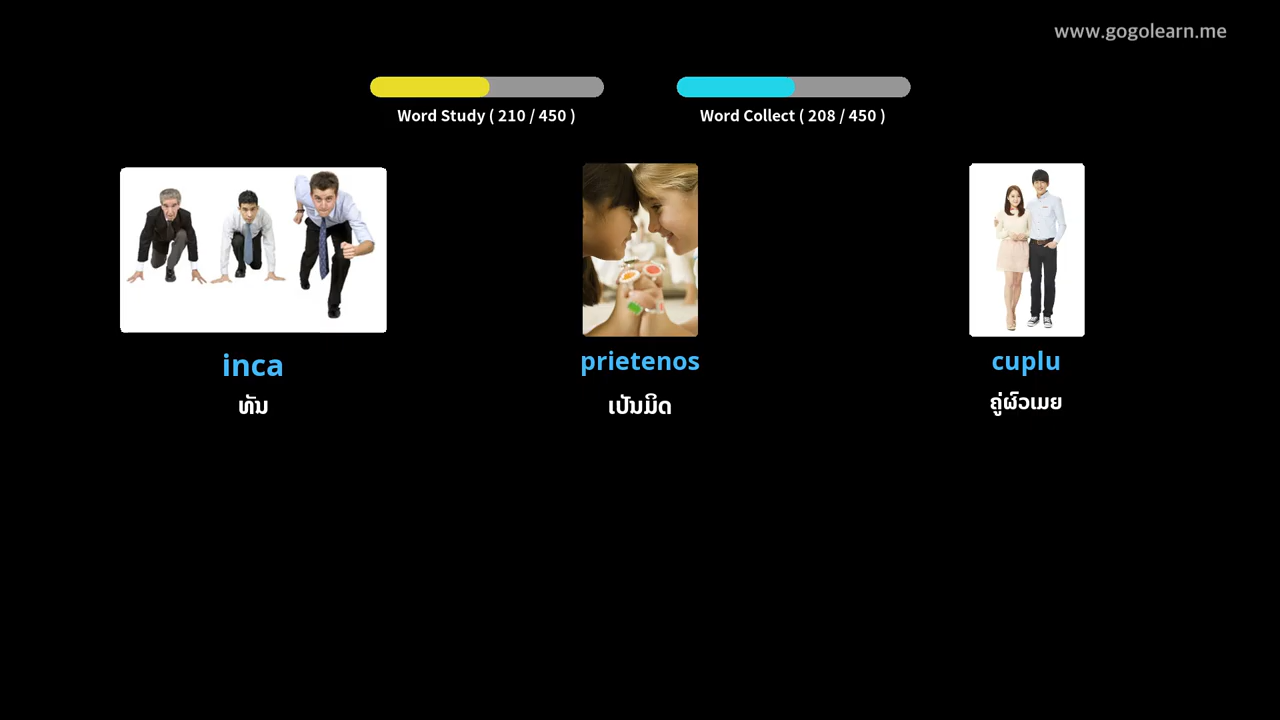 www.gogolearn.me
Word Study ( 210 / 450 )
Word Collect ( 208 / 450 )
inca
prietenos
cuplu
ທັນ
ເປັນມິດ
ຄູ່ຜົວເມຍ